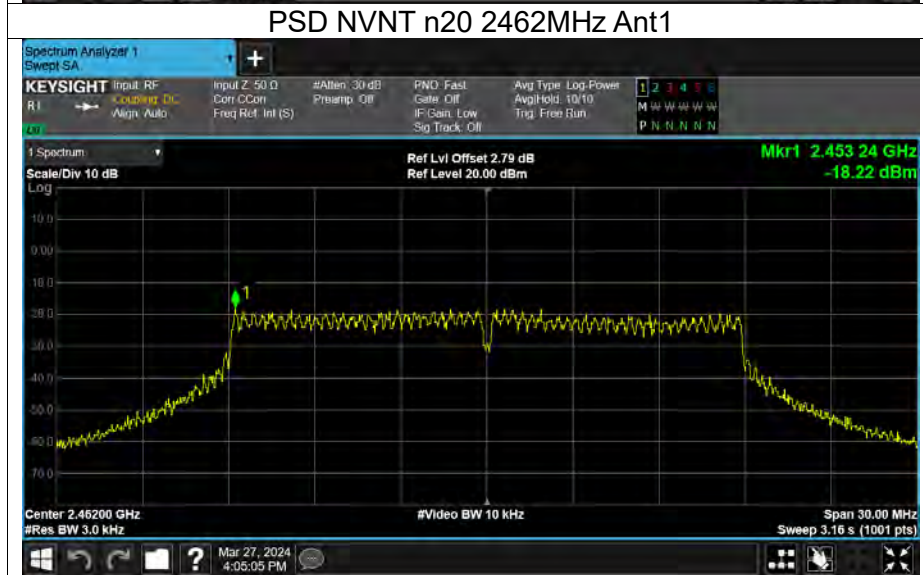 PSD NVNT n20 2462MHz Ant1
Spectrum Analyzer 1
Swept SA
+
KEYSIGHT Input: RF
R L
Coupling: DC
Align: Auto
Input Z: 50 Ω
Corr CCorr
Freq Ref: Int (S)
#Atten: 30 dB
Preamp: Off
PNO: Fast
Gate: Off
IF Gain: Low
Sig Track: Off
Avg Type: Log-Power
Avg|Hold: 10/10
Trig: Free Run
1 2 3 4 5 6
M W W W W W
P N N N N N
1 Spectrum
Scale/Div 10 dB
Log
Ref Lvl Offset 2.79 dB
Ref Level 20.00 dBm
Mkr1 2.453 24 GHz
-18.22 dBm
10.0
0.00
-10.0
-20.0
-30.0
-40.0
-50.0
-60.0
-70.0
1
Center 2.46200 GHz
#Res BW 3.0 kHz
#Video BW 10 kHz
Span 30.00 MHz
Sweep 3.16 s (1001 pts)
?
Mar 27, 2024
4:05:05 PM